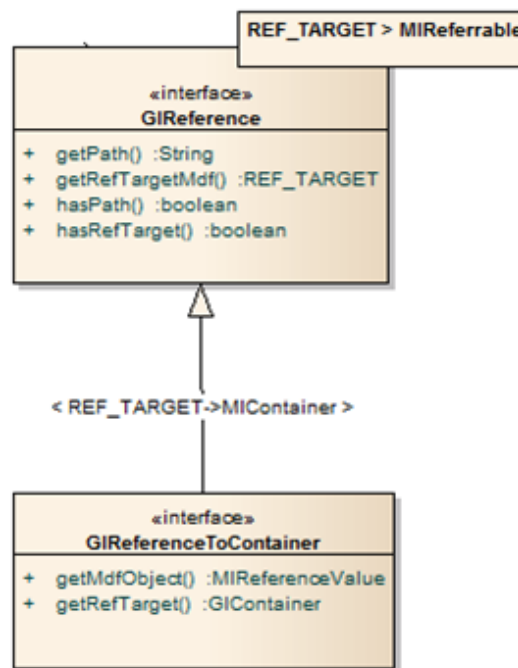 REF_TARGET > MIReferrable
«interface»
GIReference
+ getPath() :String
+ getRefTargetMdf() :REF_TARGET
+ hasPath() :boolean
+ hasRefTarget() :boolean
< REF_TARGET->MIContainer >
«interface»
GIReferenceToContainer
+ getMdfObject() :MIReferenceValue
+ getRefTarget() :GIContainer